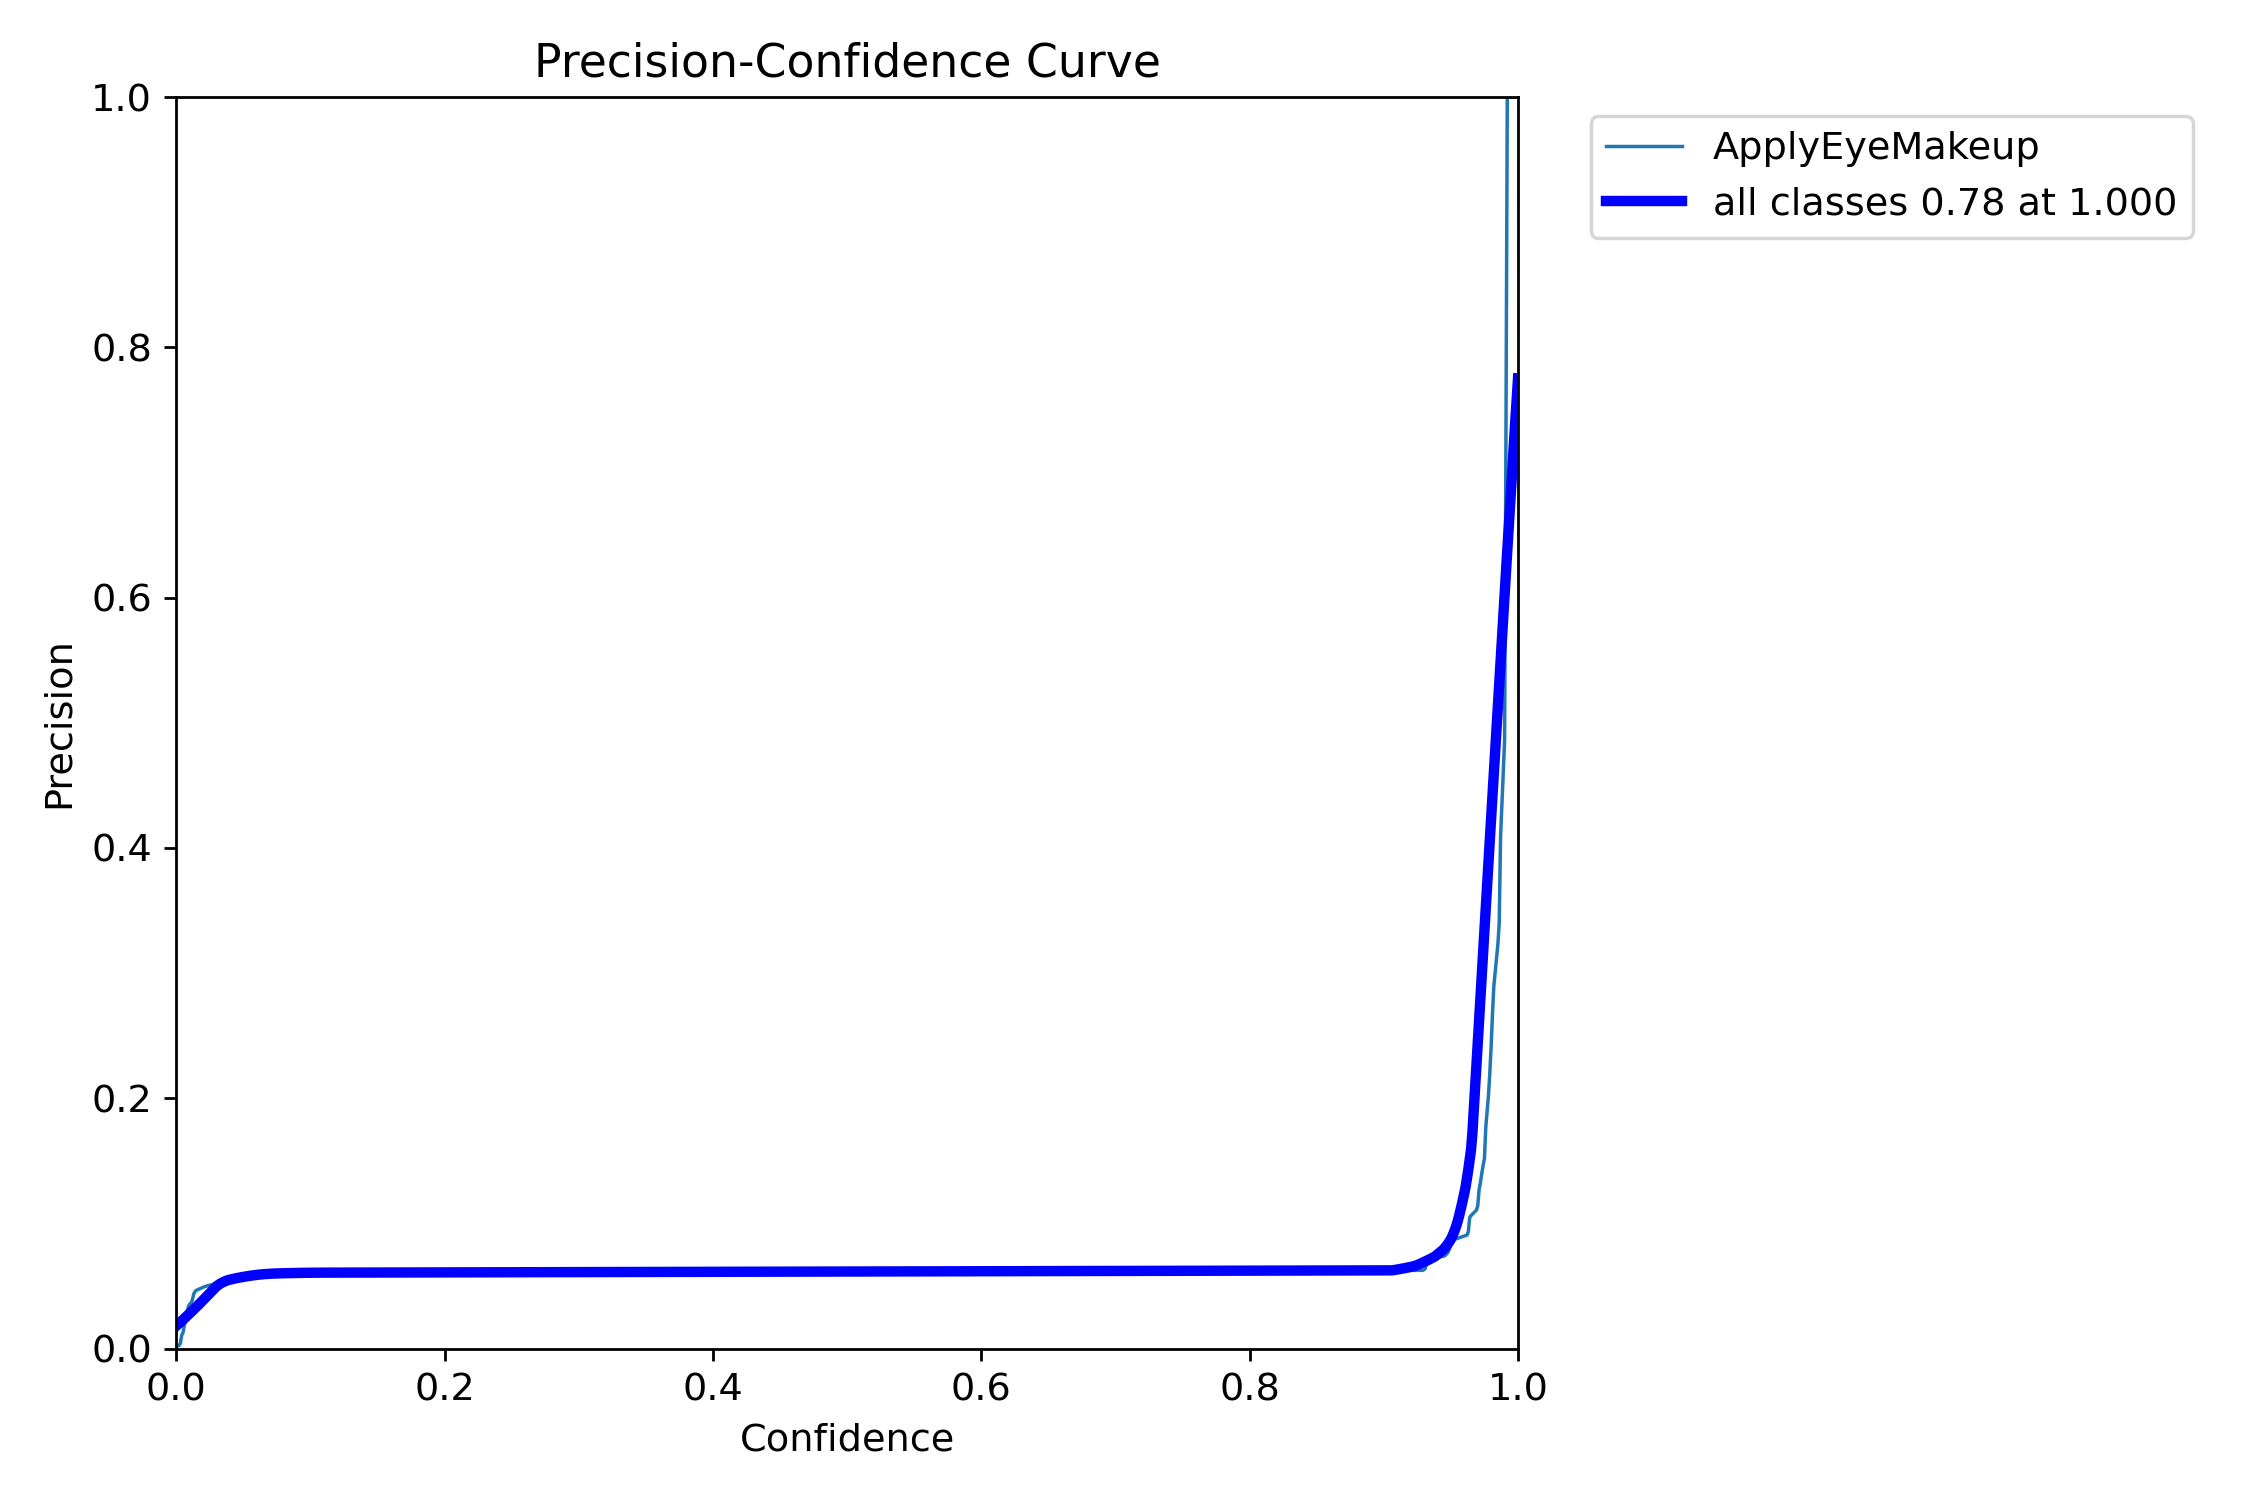 Precision-Confidence Curve
1.0
0.8
0.6
0.4
0.2
0.0
Precision
0.0 0.2 0.4 0.6 0.8 1.0
Confidence
ApplyEyeMakeup
all classes 0.78 at 1.000